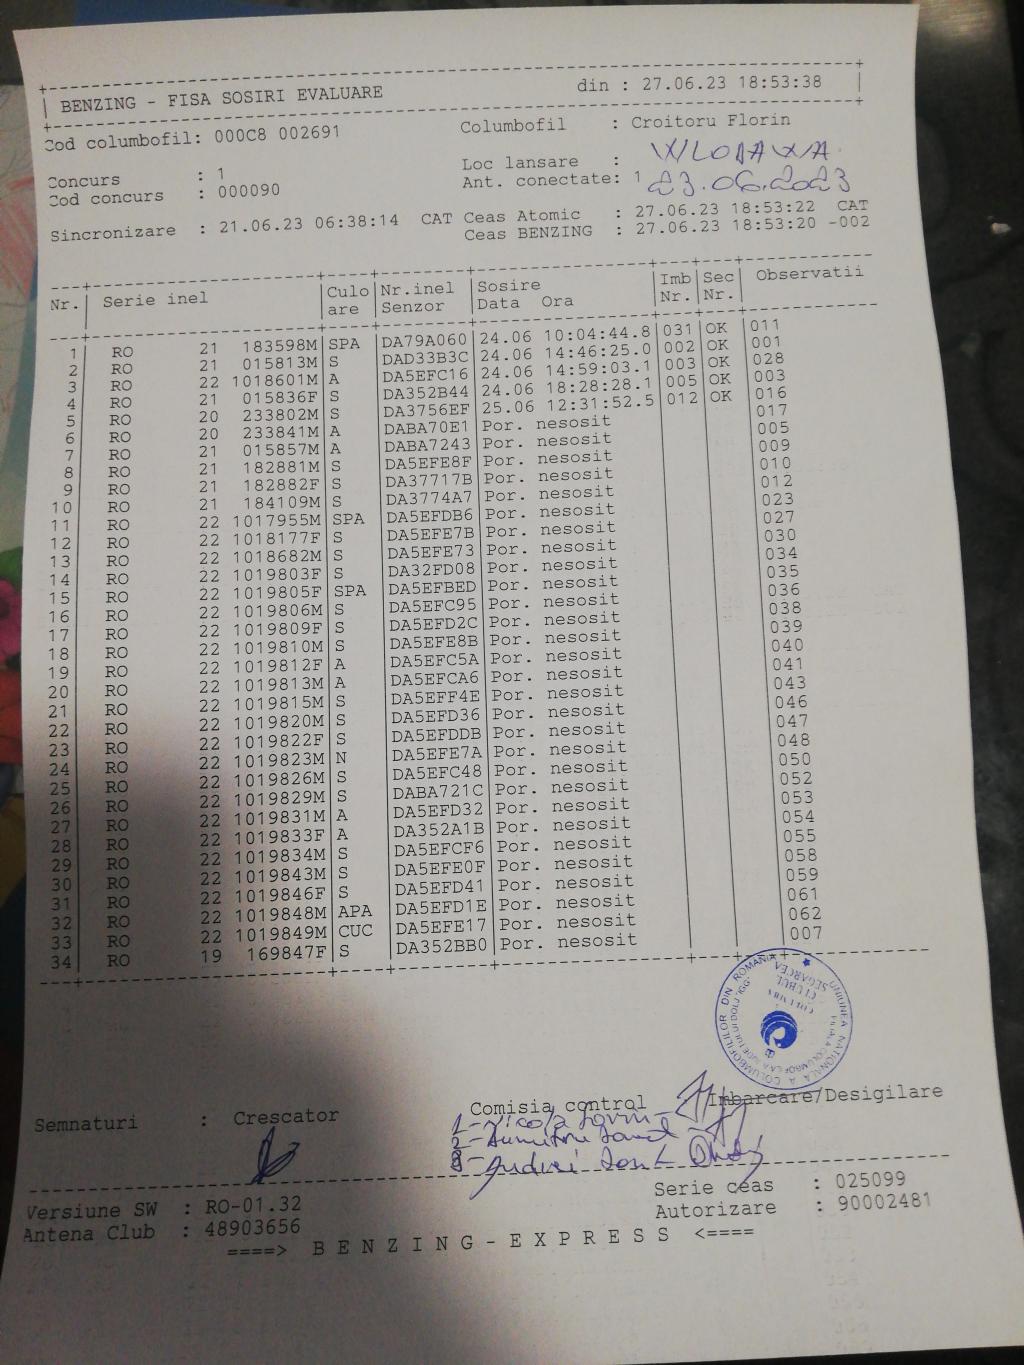 BENZING - FISA SOSIRI EVALUARE din : 27.06.23 18:53:38
Cod columbofil: 000C8 002691 Columbofil : Croitoru Florin
Concurs : 1 Loc lansare : WLODAWA
Cod concurs : 000090 Ant. conectate: 1 23.06.2023
Sincronizare : 21.06.23 06:38:14 CAT Ceas Atomic : 27.06.23 18:53:22 CAT
Ceas BENZING : 27.06.23 18:53:20 -002
Nr. Serie inel Culo Nr.inel Sosire Imb Sec Observatii
are Senzor Data Ora Nr. Nr.
1 RO 21 183598M SPA DA79A060 24.06 10:04:44.8 031 OK 011
2 RO 21 015813M S DAD33B3C 24.06 14:46:25.0 002 OK 001
3 RO 22 1018601M A DA5EFC16 24.06 14:59:03.1 003 OK 028
4 RO 21 015836F S DA352B44 24.06 18:28:28.1 005 OK 003
5 RO 20 233802M S DA3756EF 25.06 12:31:52.5 012 OK 016
6 RO 20 233841M A DABA70E1 Por. nesosit 017
7 RO 21 015857M A DABA7243 Por. nesosit 005
8 RO 21 182881M S DA5EFE8F Por. nesosit 009
9 RO 21 182882F S DA37717B Por. nesosit 010
10 RO 21 184109M S DA3774A7 Por. nesosit 012
11 RO 22 1017955M SPA DA5EFDB6 Por. nesosit 023
12 RO 22 1018177F S DA5EFE7B Por. nesosit 027
13 RO 22 1018682M S DA5EFE73 Por. nesosit 030
14 RO 22 1019803F S DA32FD08 Por. nesosit 034
15 RO 22 1019805F SPA DA5EFBED Por. nesosit 035
16 RO 22 1019806M S DA5EFC95 Por. nesosit 036
17 RO 22 1019809F S DA5EFD2C Por. nesosit 038
18 RO 22 1019810M S DA5EFE8B Por. nesosit 039
19 RO 22 1019812F A DA5EFC5A Por. nesosit 040
20 RO 22 1019813M A DA5EFCA6 Por. nesosit 041
21 RO 22 1019815M S DA5EFF4E Por. nesosit 043
22 RO 22 1019820M S DA5EFD36 Por. nesosit 046
23 RO 22 1019822F S DA5EFDDB Por. nesosit 047
24 RO 22 1019823M N DA5EFE7A Por. nesosit 048
25 RO 22 1019826M S DA5EFC48 Por. nesosit 050
26 RO 22 1019829M S DABA721C Por. nesosit 052
27 RO 22 1019831M A DA5EFD32 Por. nesosit 053
28 RO 22 1019833F A DA352A1B Por. nesosit 054
29 RO 22 1019834M S DA5EFCF6 Por. nesosit 055
30 RO 22 1019843M S DA5EFE0F Por. nesosit 058
31 RO 22 1019846F S DA5EFD41 Por. nesosit 059
32 RO 22 1019848M APA DA5EFD1E Por. nesosit 061
33 RO 22 1019849M CUC DA5EFE17 Por. nesosit 062
34 RO 19 169847F S DA352BB0 Por. nesosit 007
UNIUNEA NATIONALA A COLUMBOFILILOR DIN ROMANIA
CLUBUL
SEGARCEA
Semnaturi : Crescator Comisia control Imbarcare/Desigilare
1-
2-
3-
Versiune SW : RO-01.32 Serie ceas : 025099
Antena Club : 48903656 Autorizare : 90002481
====> B E N Z I N G - E X P R E S S <====